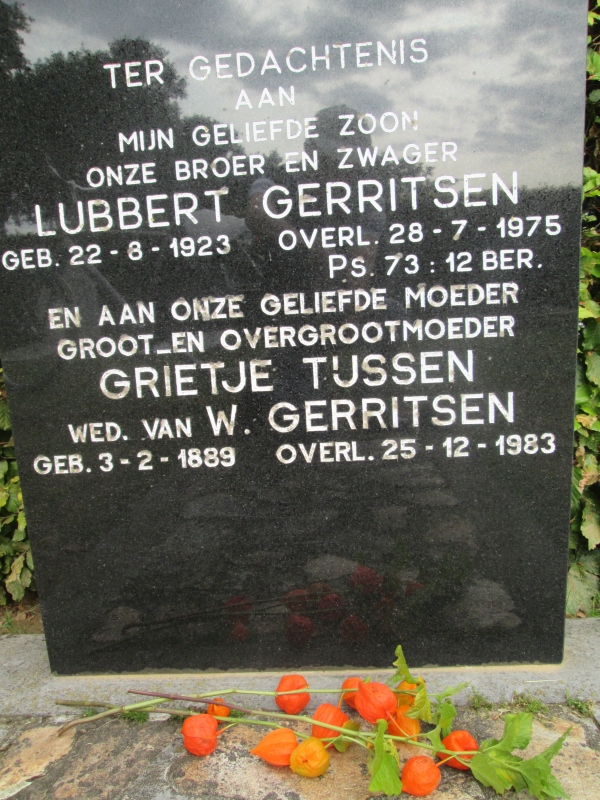 TER GEDACHTENIS
AAN
MIJN GELIEFDE ZOON
ONZE BROER EN ZWAGER
LUBBERT GERRITSEN
GEB. 22-8-1923 OVERL. 28-7-1975
PS. 73:12 BER.
EN AAN ONZE GELIEFDE MOEDER
GROOT_EN OVERGROOTMOEDER
GRIETJE TIJSSEN
WED. VAN W. GERRITSEN
GEB. 3-2-1889 OVERL. 25-12-1983